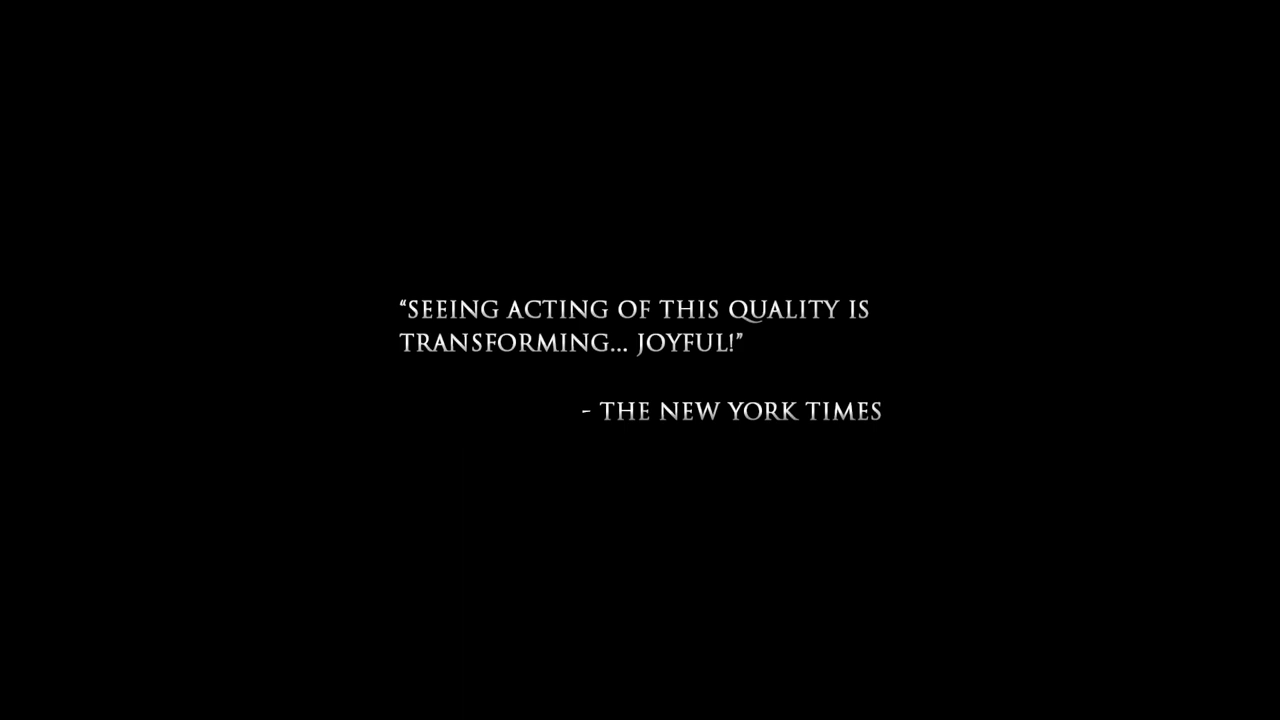 “SEEING ACTING OF THIS QUALITY IS
TRANSFORMING... JOYFUL!”
- THE NEW YORK TIMES